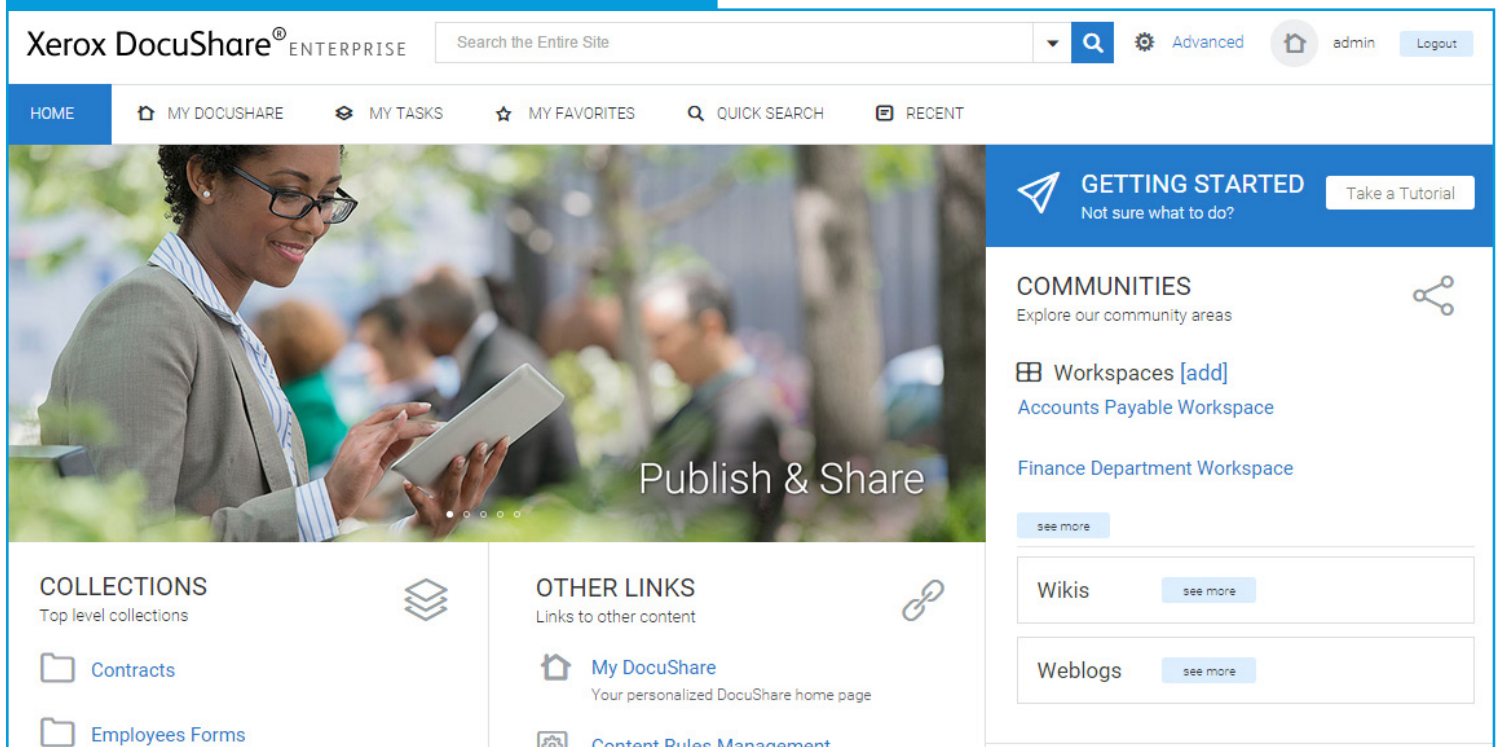 Xerox DocuShare® ENTERPRISE
Search the Entire Site
Advanced
admin
Logout
HOME
MY DOCUSHARE
MY TASKS
MY FAVORITES
QUICK SEARCH
RECENT
Publish & Share
GETTING STARTED
Not sure what to do?
Take a Tutorial
COMMUNITIES
Explore our community areas
Workspaces [add]
Accounts Payable Workspace
Finance Department Workspace
see more
Wikis
see more
Weblogs
see more
COLLECTIONS
Top level collections
Contracts
Employees Forms
OTHER LINKS
Links to other content
My DocuShare
Your personalized DocuShare home page
Content Rules Management